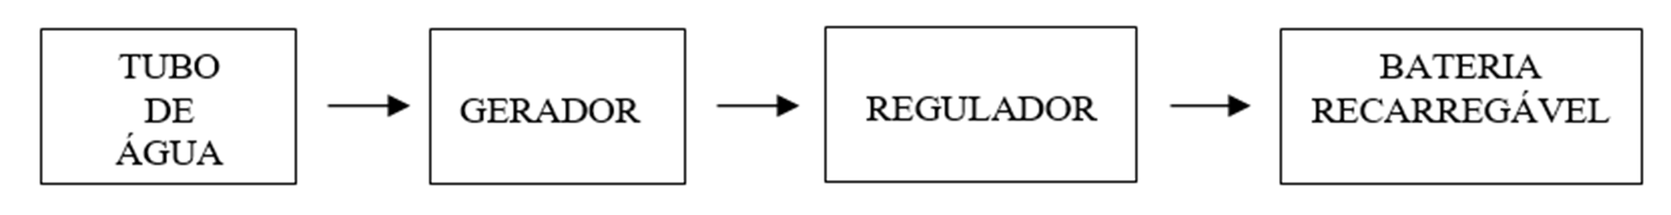 TUBO
DE
ÁGUA
GERADOR
REGULADOR
BATERIA
RECARREGÁVEL